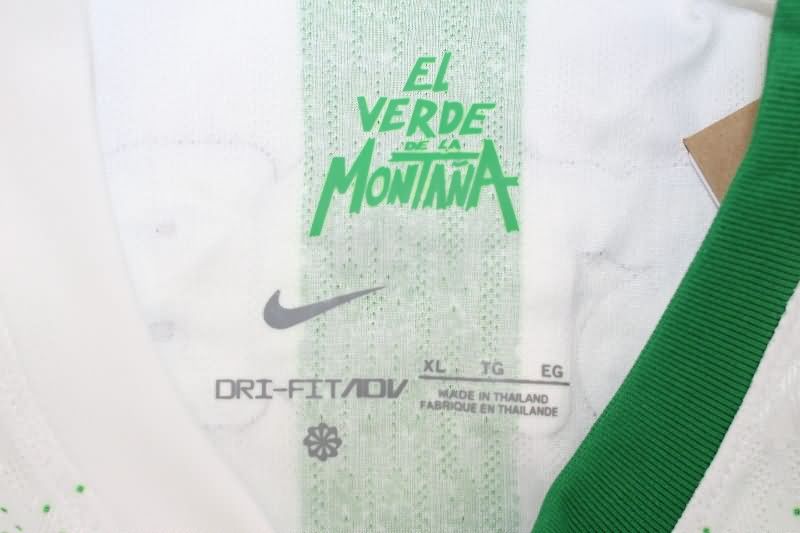 EL
VERDE
DE LA
MONTAÑA
XL TG EG
DRI-FIT ADV
MADE IN THAILAND
FABRIQUE EN THAILANDE